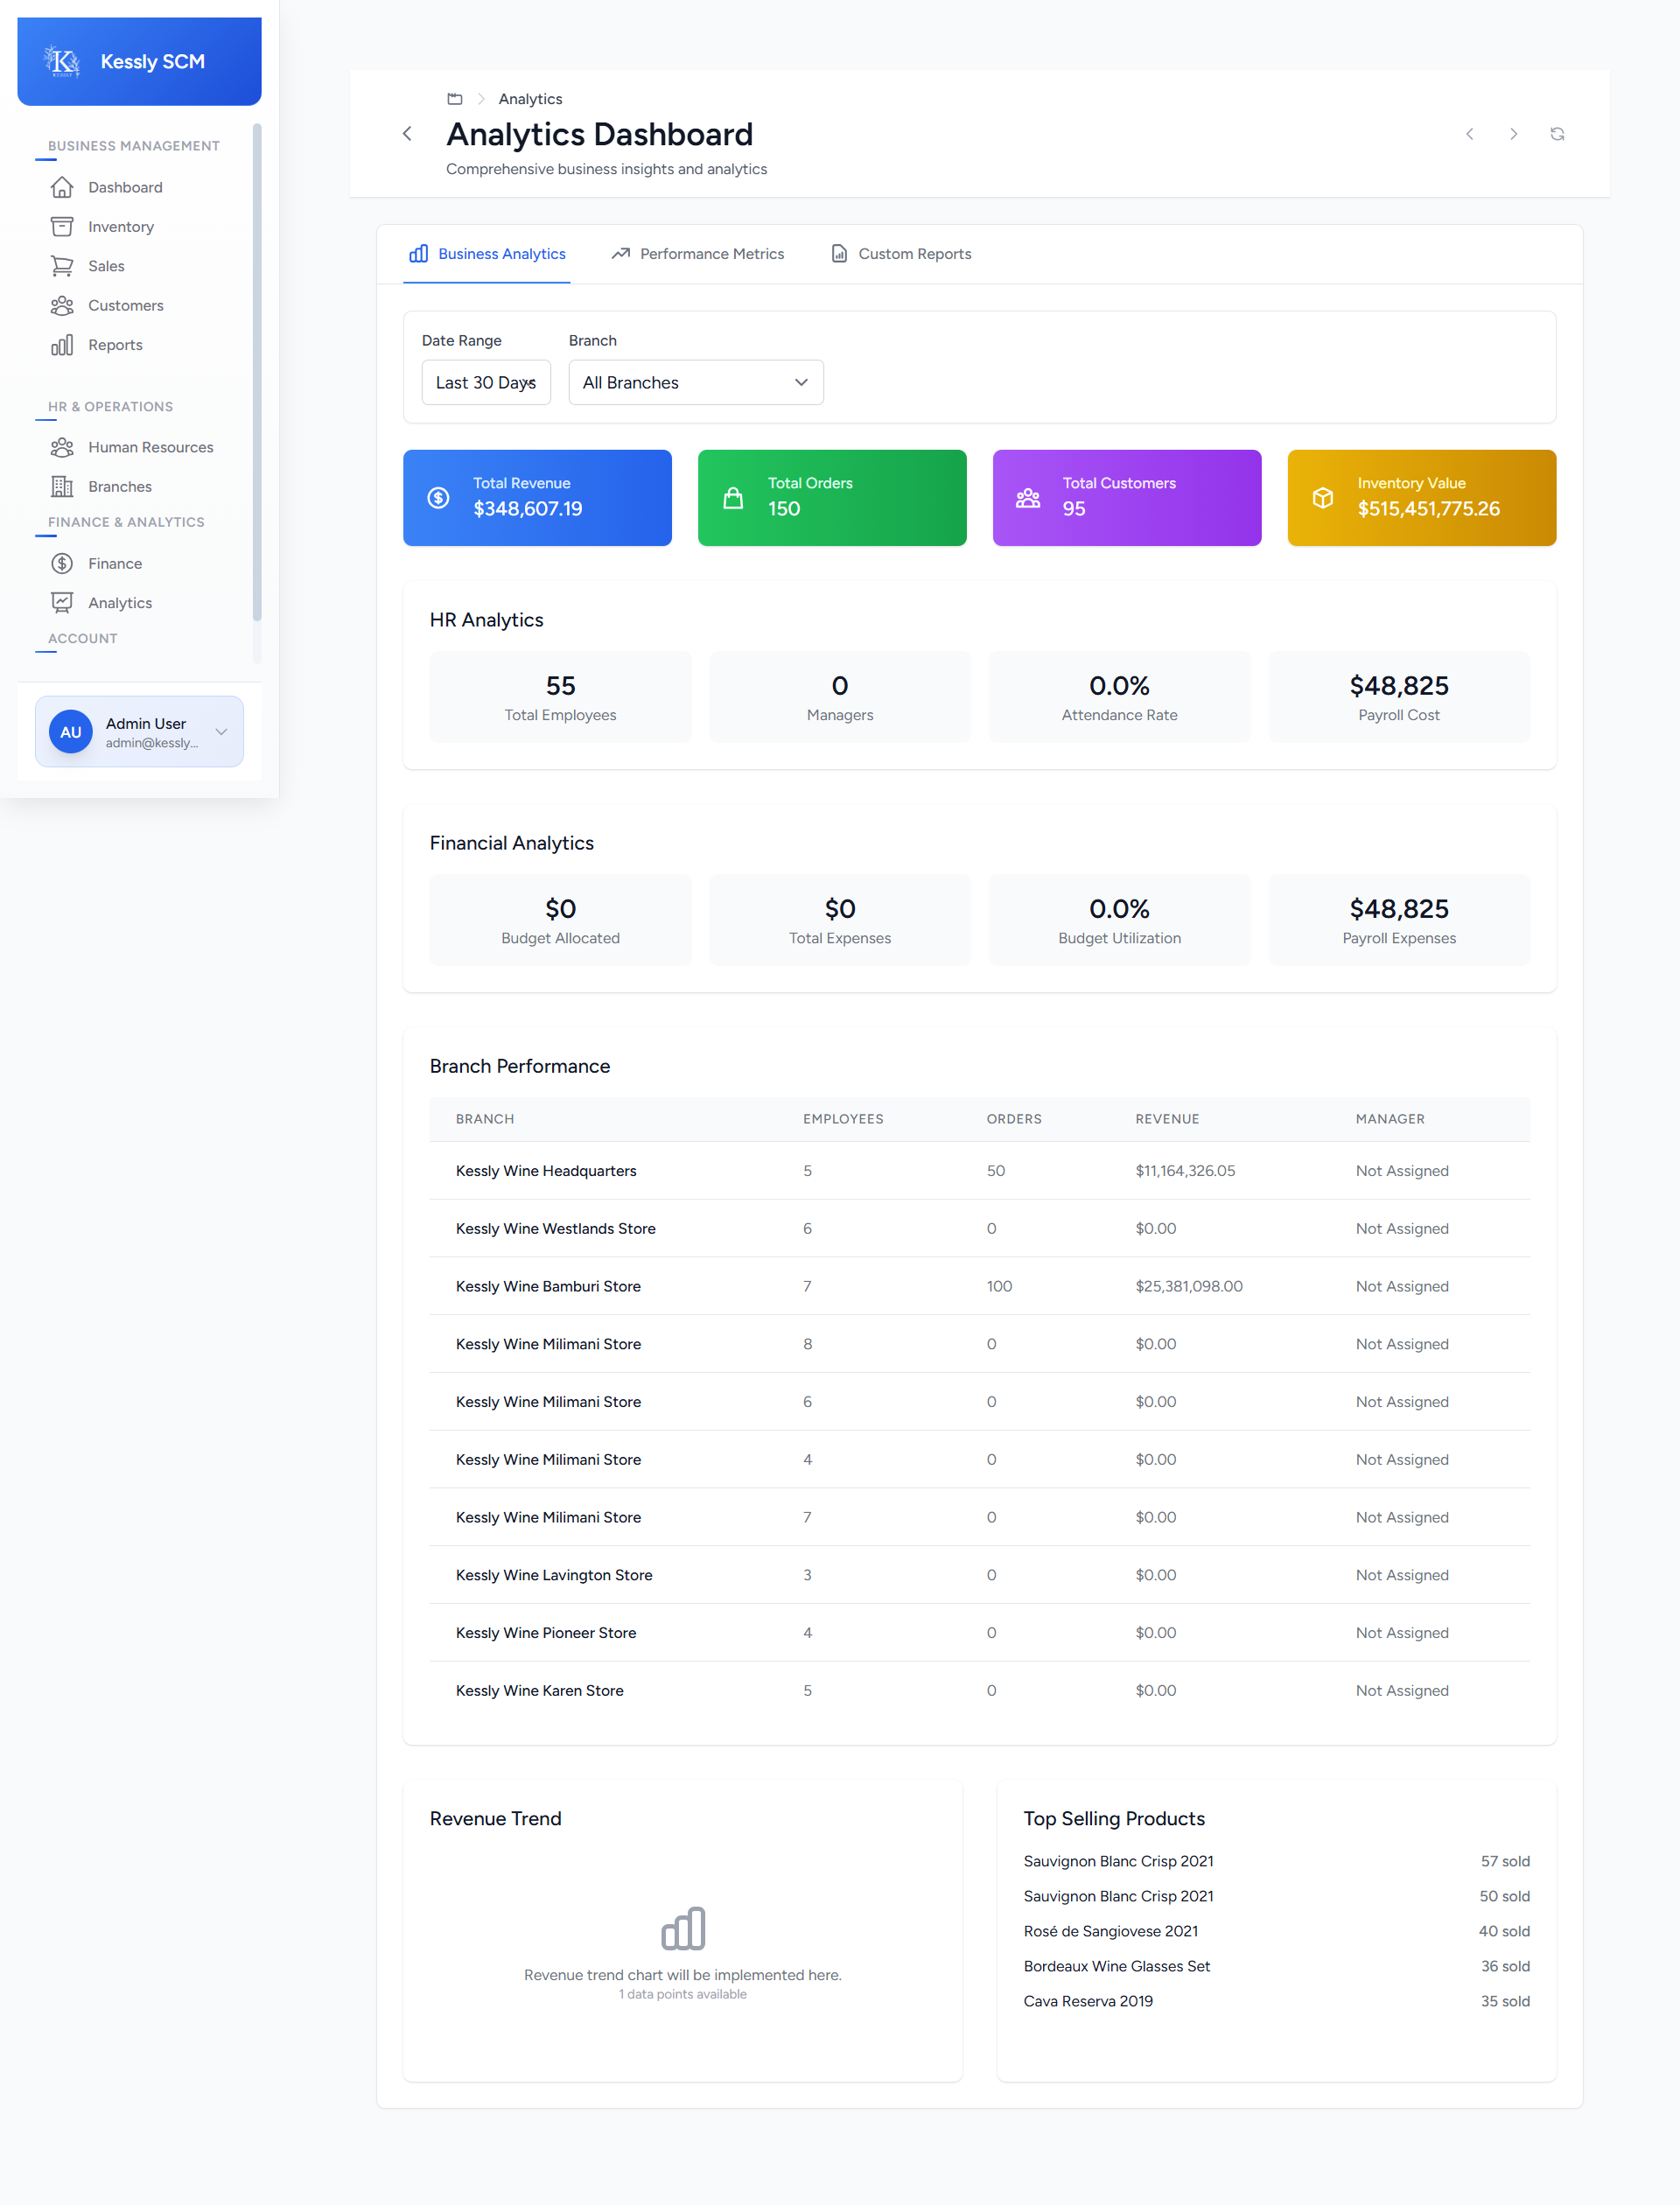 K
KESSLY
Kessly SCM
BUSINESS MANAGEMENT
Dashboard
Inventory
Sales
Customers
Reports
HR & OPERATIONS
Human Resources
Branches
FINANCE & ANALYTICS
Finance
Analytics
ACCOUNT
AU
Admin User
admin@kessly...
Analytics
Analytics Dashboard
Comprehensive business insights and analytics
Business Analytics Performance Metrics Custom Reports
Date Range Branch
Last 30 Days All Branches
Total Revenue
$348,607.19
Total Orders
150
Total Customers
95
Inventory Value
$515,451,775.26
HR Analytics
55 0 0.0% $48,825
Total Employees Managers Attendance Rate Payroll Cost
Financial Analytics
$0 $0 0.0% $48,825
Budget Allocated Total Expenses Budget Utilization Payroll Expenses
Branch Performance
BRANCH EMPLOYEES ORDERS REVENUE MANAGER
Kessly Wine Headquarters 5 50 $11,164,326.05 Not Assigned
Kessly Wine Westlands Store 6 0 $0.00 Not Assigned
Kessly Wine Bamburi Store 7 100 $25,381,098.00 Not Assigned
Kessly Wine Milimani Store 8 0 $0.00 Not Assigned
Kessly Wine Milimani Store 6 0 $0.00 Not Assigned
Kessly Wine Milimani Store 4 0 $0.00 Not Assigned
Kessly Wine Milimani Store 7 0 $0.00 Not Assigned
Kessly Wine Lavington Store 3 0 $0.00 Not Assigned
Kessly Wine Pioneer Store 4 0 $0.00 Not Assigned
Kessly Wine Karen Store 5 0 $0.00 Not Assigned
Revenue Trend
Revenue trend chart will be implemented here.
1 data points available
Top Selling Products
Sauvignon Blanc Crisp 2021 57 sold
Sauvignon Blanc Crisp 2021 50 sold
Rosé de Sangiovese 2021 40 sold
Bordeaux Wine Glasses Set 36 sold
Cava Reserva 2019 35 sold